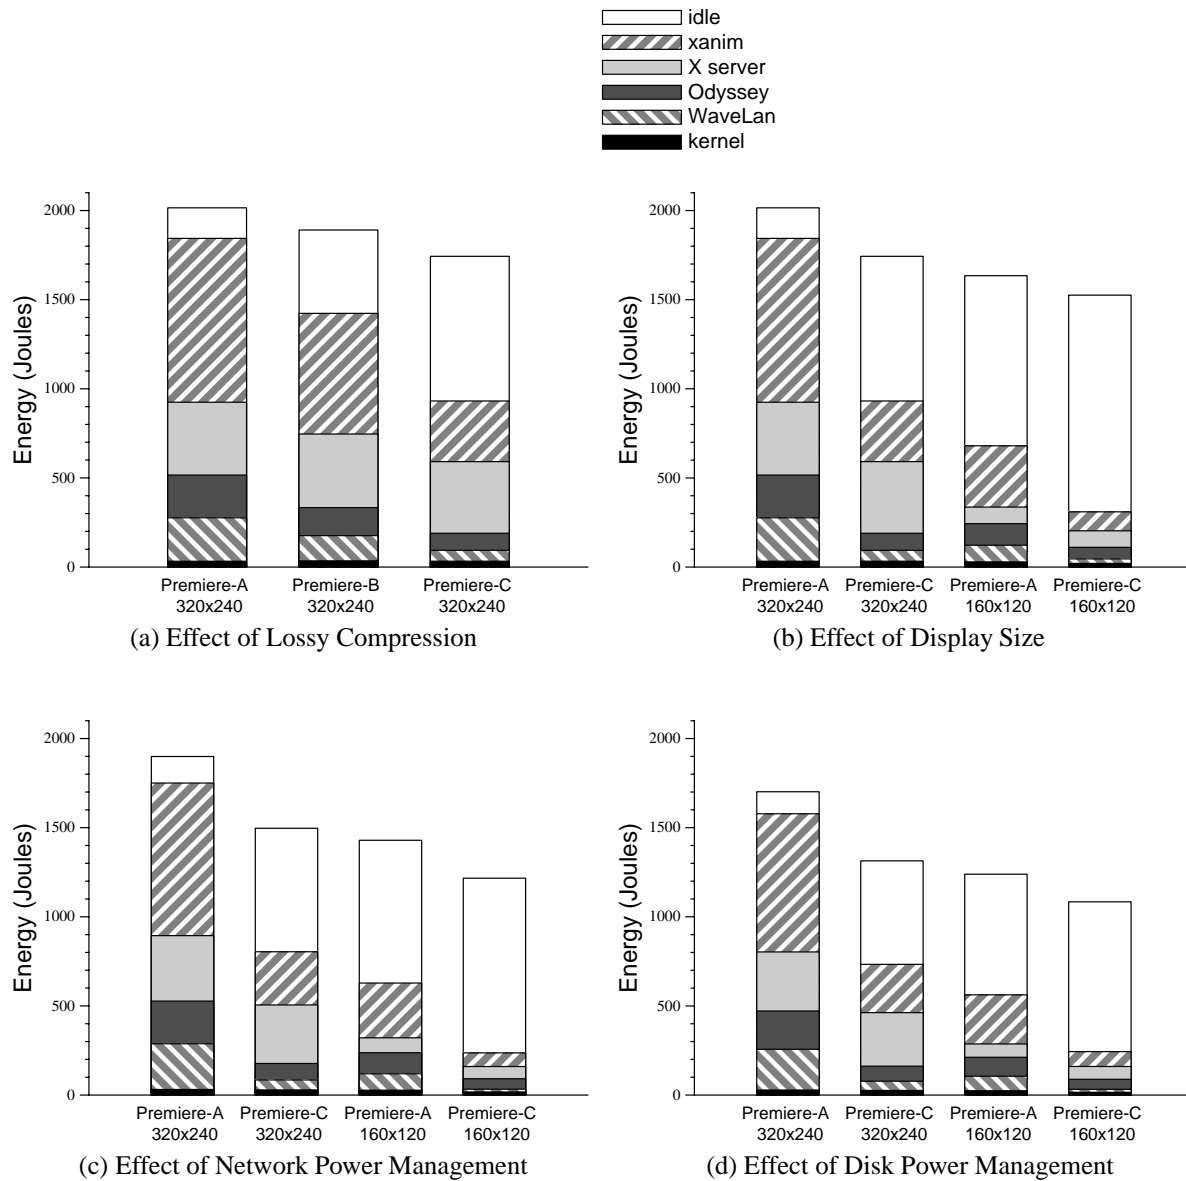 idle
xanim
X server
Odyssey
WaveLan
kernel
Energy (Joules)
2000
1500
1000
500
0
Premiere-A Premiere-B Premiere-C
320x240 320x240 320x240
(a) Effect of Lossy Compression
Energy (Joules)
2000
1500
1000
500
0
Premiere-A Premiere-C Premiere-A Premiere-C
320x240 320x240 160x120 160x120
(b) Effect of Display Size
Energy (Joules)
2000
1500
1000
500
0
Premiere-A Premiere-C Premiere-A Premiere-C
320x240 320x240 160x120 160x120
(c) Effect of Network Power Management
Energy (Joules)
2000
1500
1000
500
0
Premiere-A Premiere-C Premiere-A Premiere-C
320x240 320x240 160x120 160x120
(d) Effect of Disk Power Management